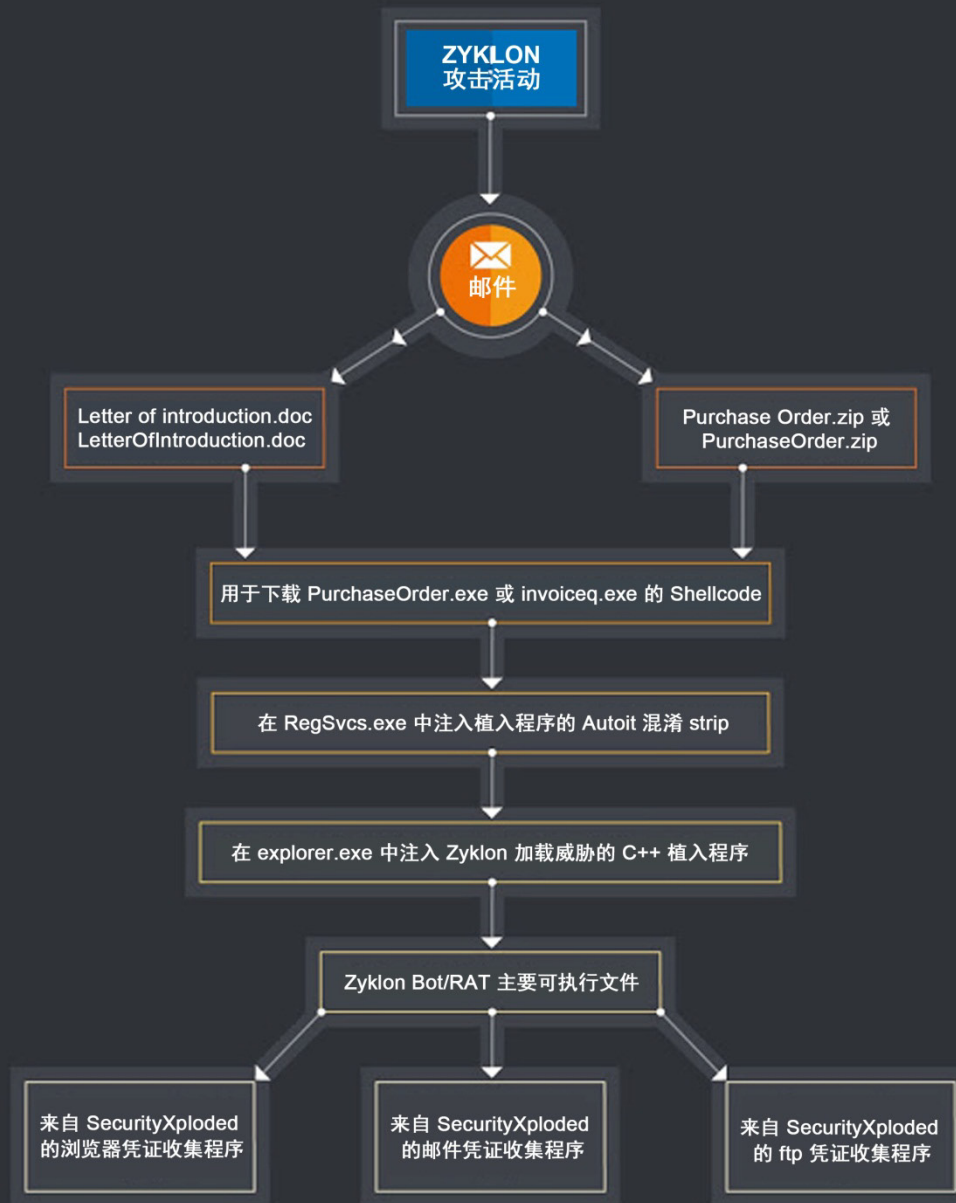 ZYKLON
攻击活动
邮件
Letter of introduction.doc
LetterOfIntroduction.doc
Purchase Order.zip 或
PurchaseOrder.zip
用于下载 PurchaseOrder.exe 或 invoiceq.exe 的 Shellcode
在 RegSvcs.exe 中注入植入程序的 Autoit 混淆 strip
在 explorer.exe 中注入 Zyklon 加载威胁的 C++ 植入程序
Zyklon Bot/RAT 主要可执行文件
来自 SecurityXploded
的浏览器凭证收集程序
来自 SecurityXploded
的邮件凭证收集程序
来自 SecurityXploded
的 ftp 凭证收集程序